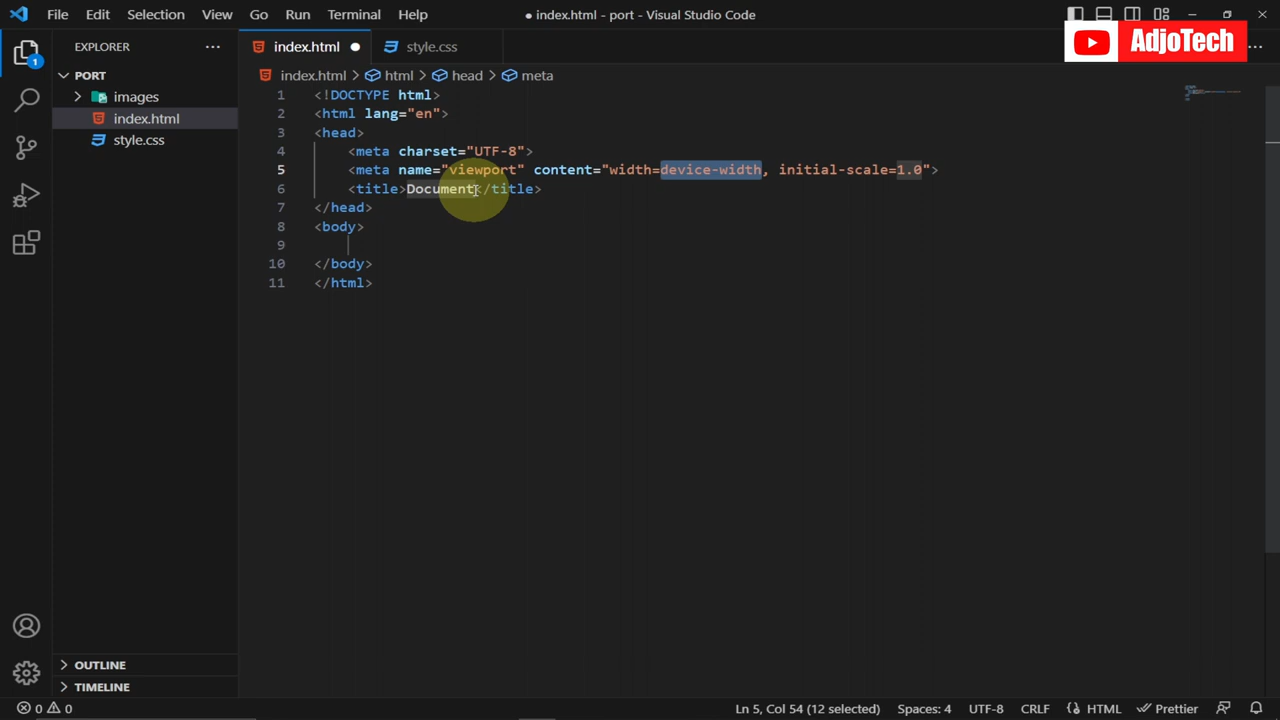 File Edit Selection View Go Run Terminal Help
● index.html - port - Visual Studio Code
AdjoTech
EXPLORER
index.html ●
style.css
1
PORT
images
index.html
style.css
index.html > html > head > meta
1 <!DOCTYPE html>
2 <html lang="en">
3 <head>
4 <meta charset="UTF-8">
5 <meta name="viewport" content="width=device-width, initial-scale=1.0">
6 <title>Document</title>
7 </head>
8 <body>
9
10 </body>
11 </html>
OUTLINE
TIMELINE
0 0
Ln 5, Col 54 (12 selected) Spaces: 4 UTF-8 CRLF HTML Prettier